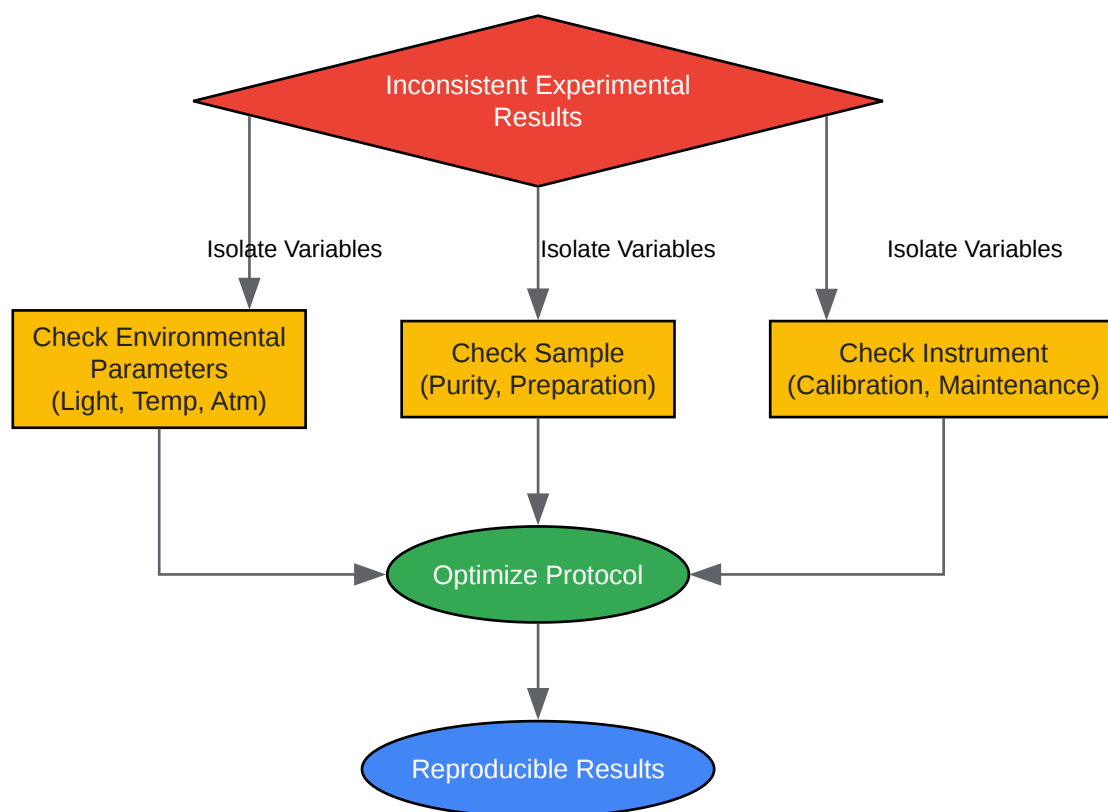 Inconsistent Experimental
Results
Isolate Variables
Isolate Variables
Isolate Variables
Check Environmental
Parameters
(Light, Temp, Atm)
Check Sample
(Purity, Preparation)
Check Instrument
(Calibration, Maintenance)
Optimize Protocol
Reproducible Results